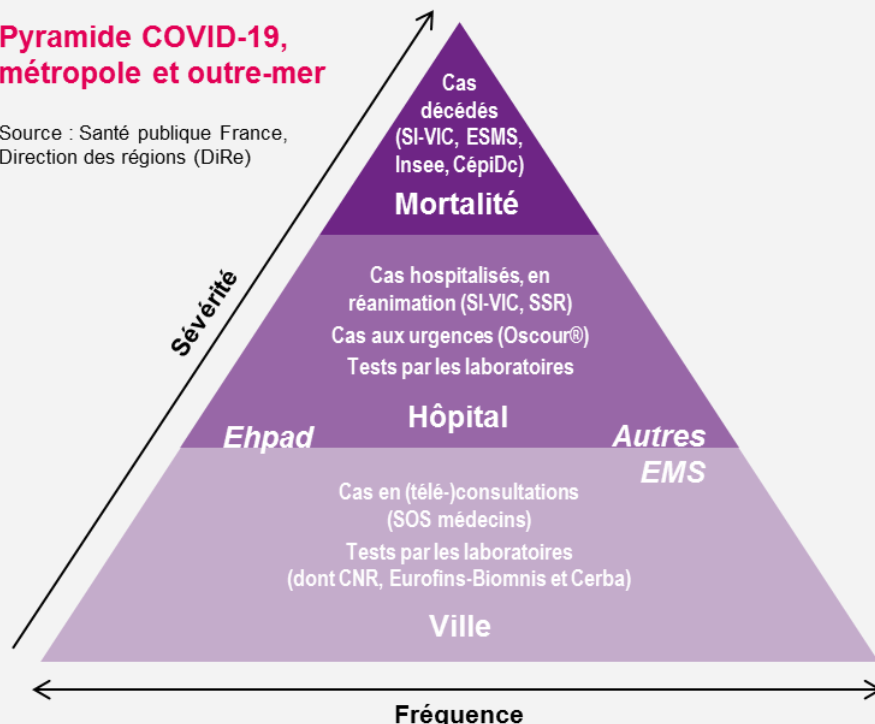 Pyramide COVID-19,
métropole et outre-mer
Source : Santé publique France,
Direction des régions (DiRe)
Cas
décédés
(SI-VIC, ESMS,
Insee, CépiDc)
Mortalité
Sévérité
Cas hospitalisés, en
réanimation (SI-VIC, SSR)
Cas aux urgences (Oscour®)
Tests par les laboratoires
Hôpital
Ehpad
Autres
EMS
Cas en (télé-)consultations
(SOS médecins)
Tests par les laboratoires
(dont CNR, Eurofins-Biomnis et Cerba)
Ville
Fréquence